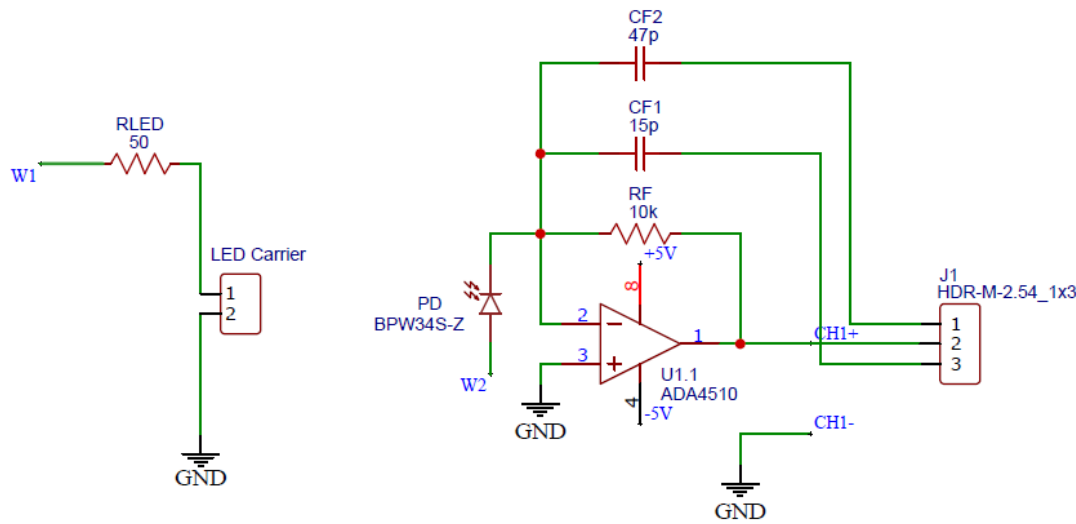 CF2
47p
CF1
15p
RLED
50
W1
RF
10k
+5V
LED Carrier
1
2
GND
PD
BPW34S-Z
W2
8
2
3
1
4
U1.1
ADA4510
-5V
GND
CH1+
CH1-
GND
J1
HDR-M-2.54_1x3
1
2
3